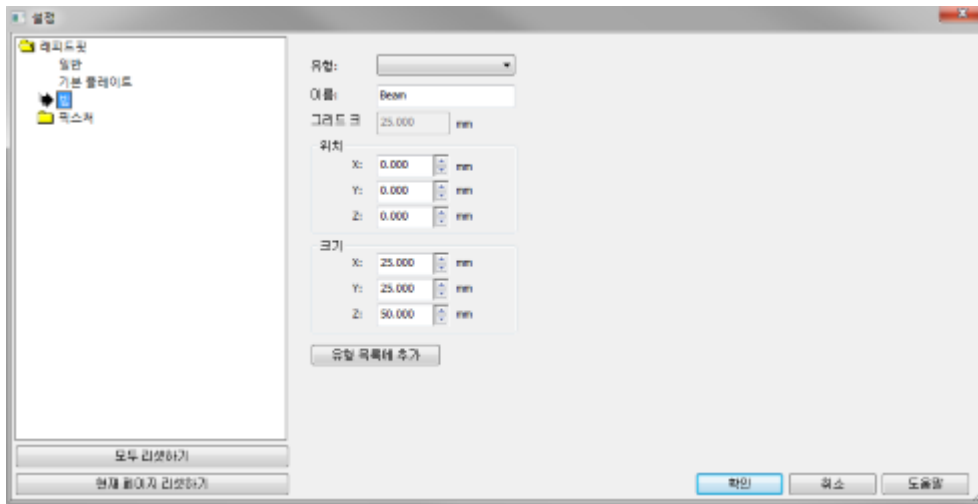 설정
래피드핏
일반
기본 플레이트
빔
픽스쳐
모두 리셋하기
현재 페이지 리셋하기
유형:
이름: Beam
그리드 크 25.000 mm
위치
X: 0.000 mm
Y: 0.000 mm
Z: 0.000 mm
크기
X: 25.000 mm
Y: 25.000 mm
Z: 50.000 mm
유형 목록에 추가
확인 취소 도움말